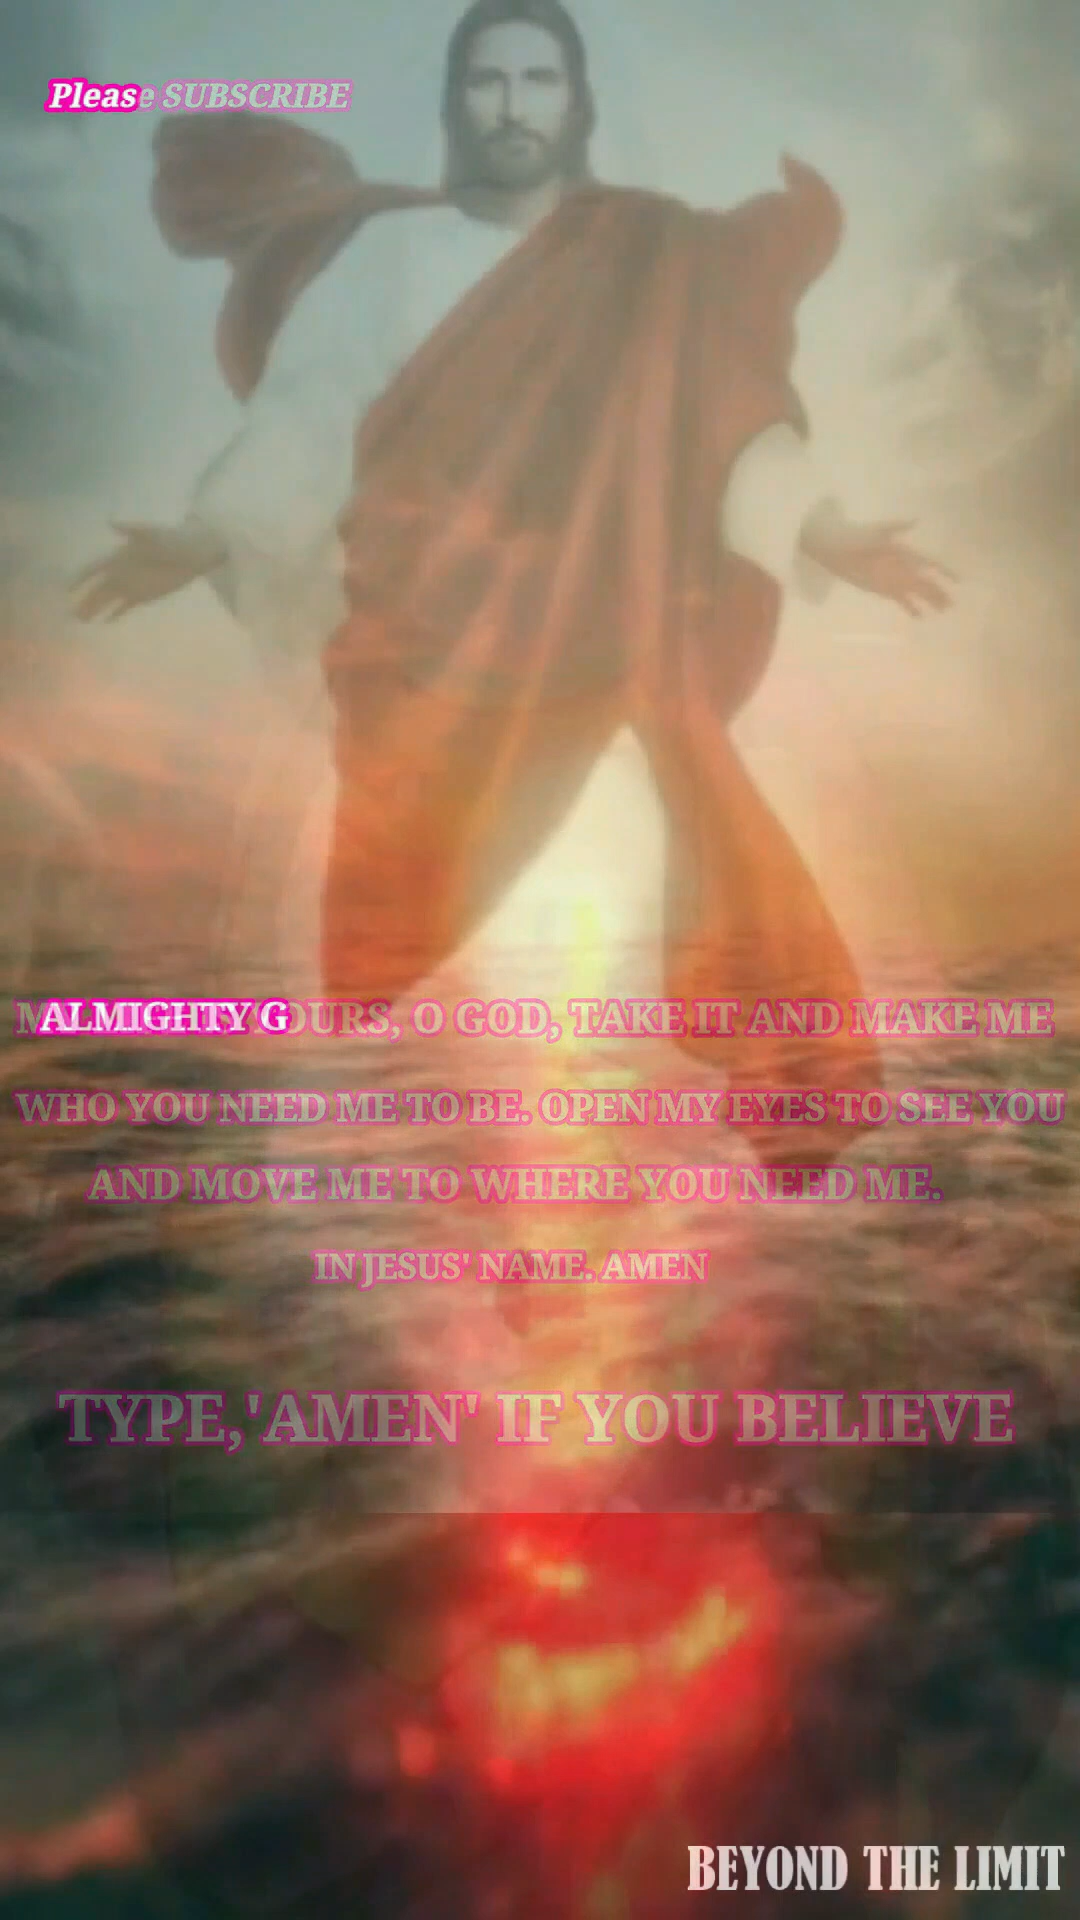 Please SUBSCRIBE
ALMIGHTY G
OURS, O GOD, TAKE IT AND MAKE ME
WHO YOU NEED ME TO BE. OPEN MY EYES TO SEE YOU
AND MOVE ME TO WHERE YOU NEED ME.
IN JESUS' NAME. AMEN
TYPE,'AMEN' IF YOU BELIEVE
BEYOND THE LIMIT